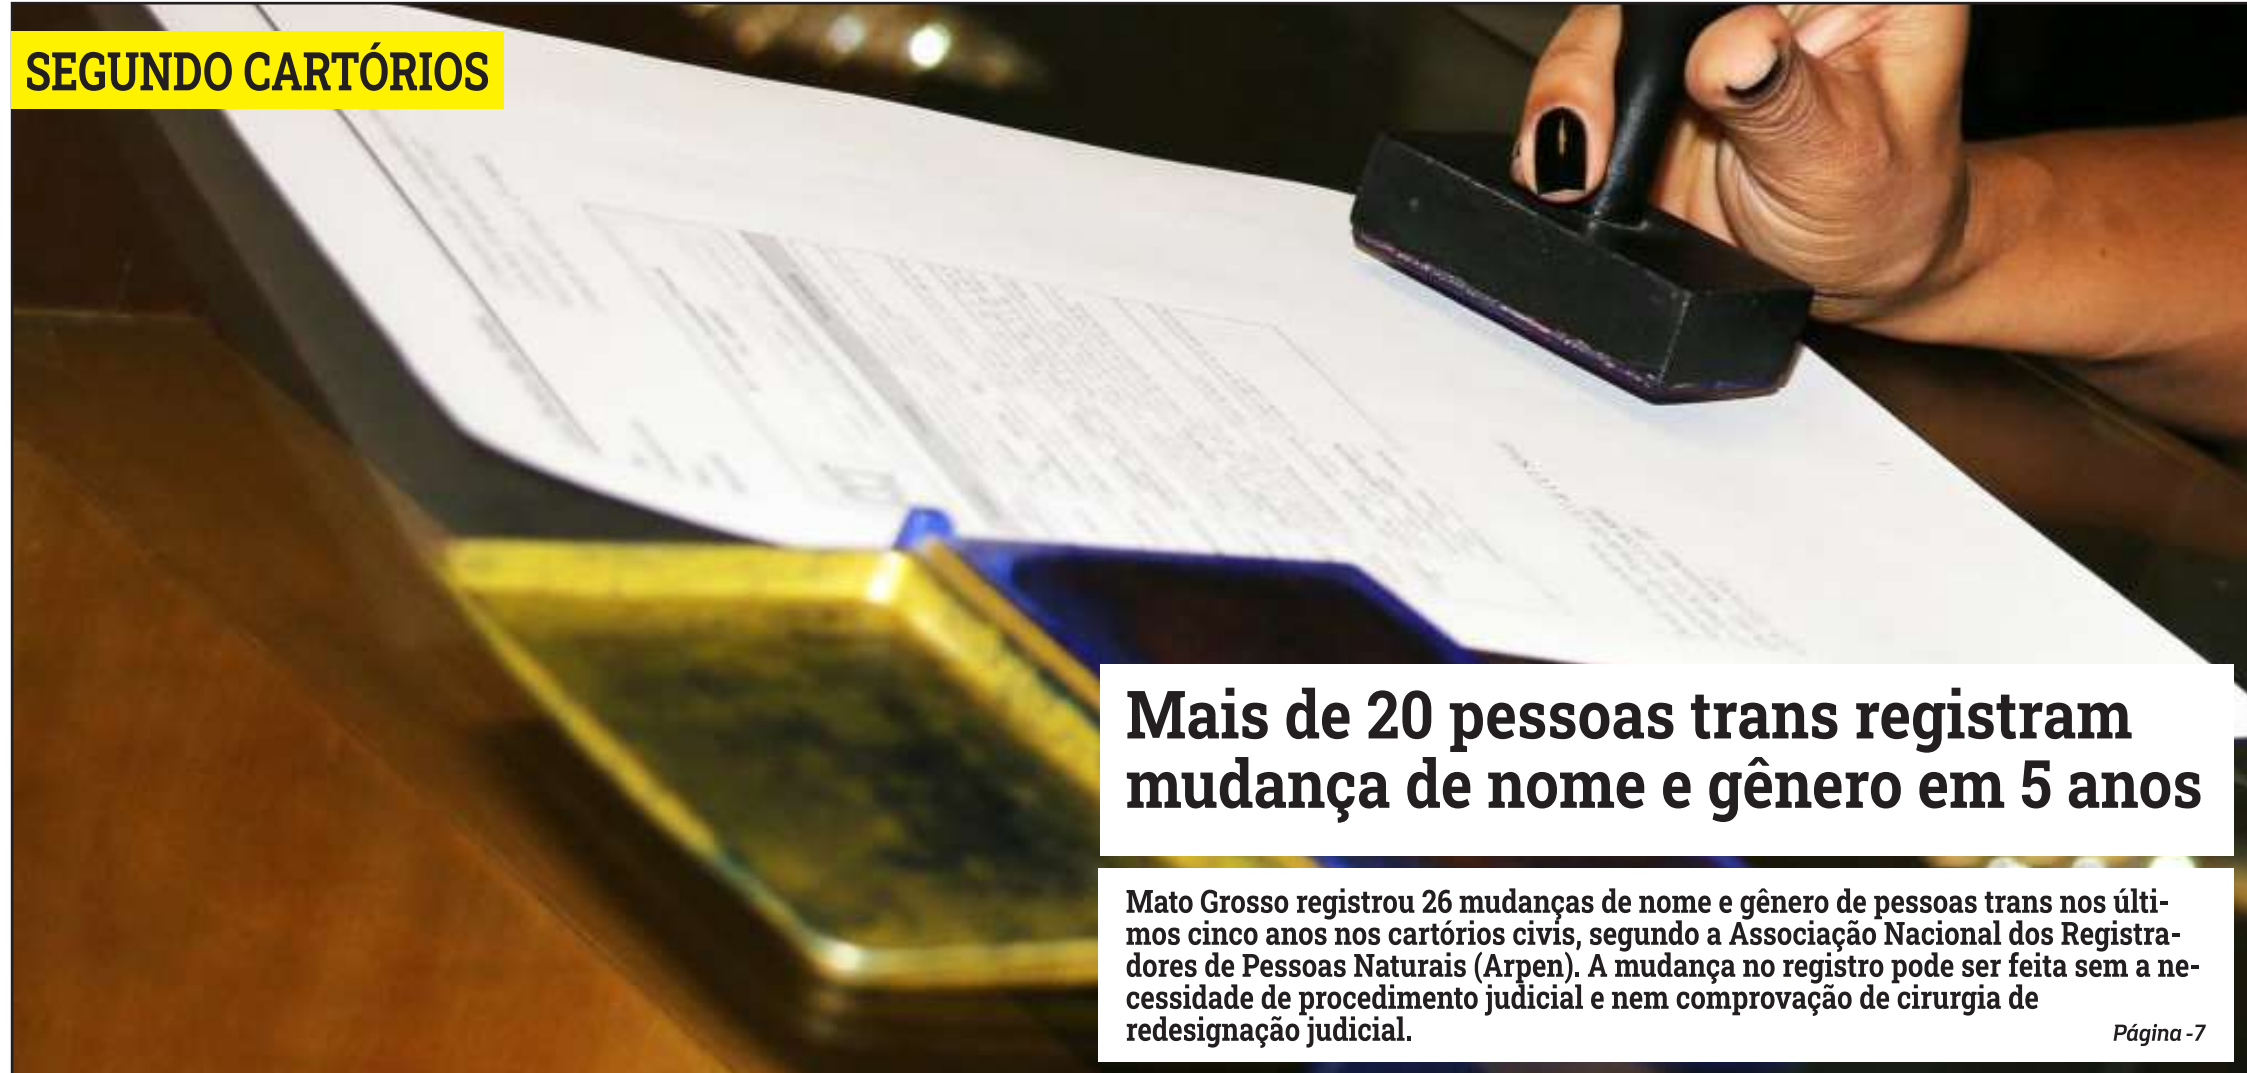 SEGUNDO CARTÓRIOS
Mais de 20 pessoas trans registram
mudança de nome e gênero em 5 anos
Mato Grosso registrou 26 mudanças de nome e gênero de pessoas trans nos últi-
mos cinco anos nos cartórios civis, segundo a Associação Nacional dos Registra-
dores de Pessoas Naturais (Arpen). A mudança no registro pode ser feita sem a ne-
cessidade de procedimento judicial e nem comprovação de cirurgia de
redesignação judicial.
Página -7